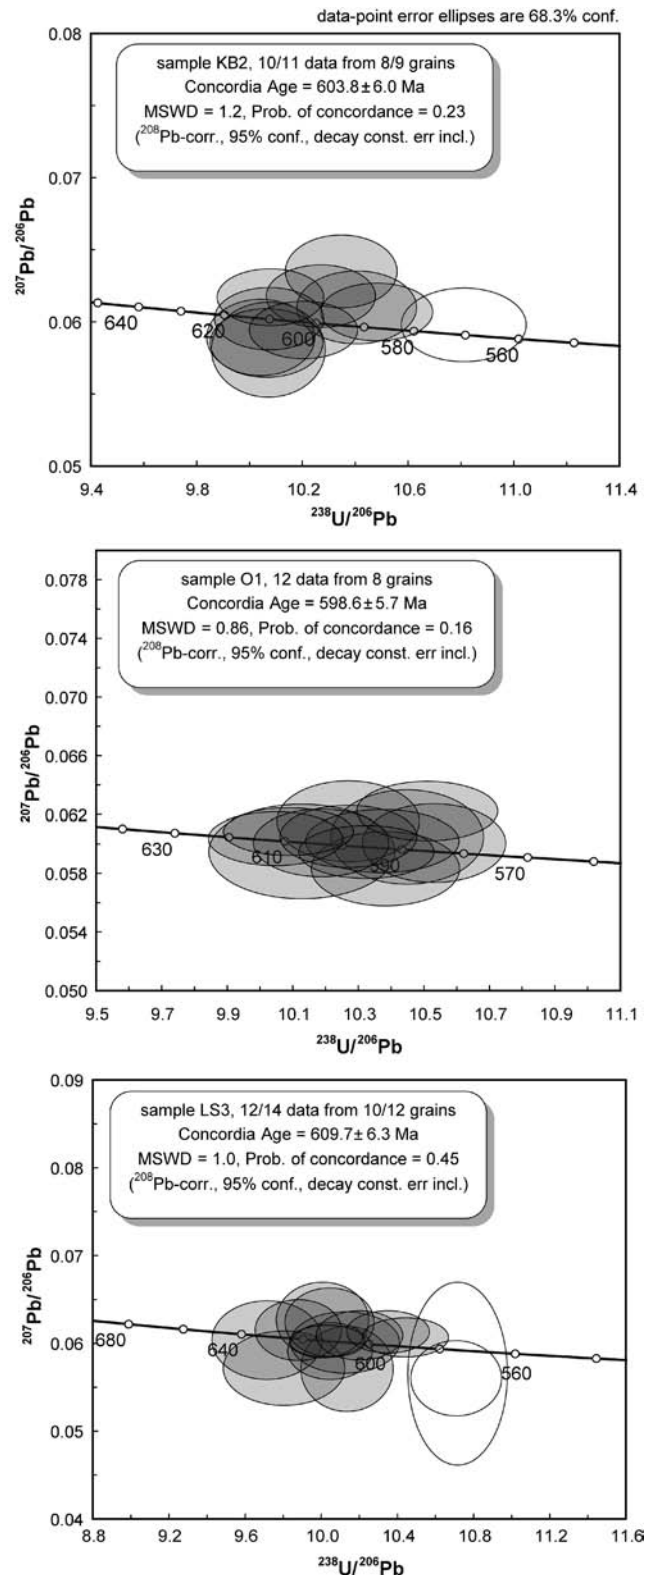 data-point error ellipses are 68.3% conf.
0.08
sample KB2, 10/11 data from 8/9 grains
Concordia Age = 603.8±6.0 Ma
MSWD = 1.2, Prob. of concordance = 0.23
(²⁰⁸Pb-corr., 95% conf., decay const. err incl.)
0.07
²⁰⁷Pb/²⁰⁶Pb
0.06
640
620
600
580
560
0.05
9.4 9.8 10.2 10.6 11.0 11.4
²³⁸U/²⁰⁶Pb
0.078
sample O1, 12 data from 8 grains
Concordia Age = 598.6±5.7 Ma
MSWD = 0.86, Prob. of concordance = 0.16
(²⁰⁸Pb-corr., 95% conf., decay const. err incl.)
0.074
0.070
²⁰⁷Pb/²⁰⁶Pb
0.066
0.062
630
610
590
570
0.058
0.054
0.050
9.5 9.7 9.9 10.1 10.3 10.5 10.7 10.9 11.1
²³⁸U/²⁰⁶Pb
0.09
sample LS3, 12/14 data from 10/12 grains
Concordia Age = 609.7±6.3 Ma
MSWD = 1.0, Prob. of concordance = 0.45
(²⁰⁸Pb-corr., 95% conf., decay const. err incl.)
0.08
0.07
²⁰⁷Pb/²⁰⁶Pb
680
640
600
560
0.06
0.05
0.04
8.8 9.2 9.6 10.0 10.4 10.8 11.2 11.6
²³⁸U/²⁰⁶Pb